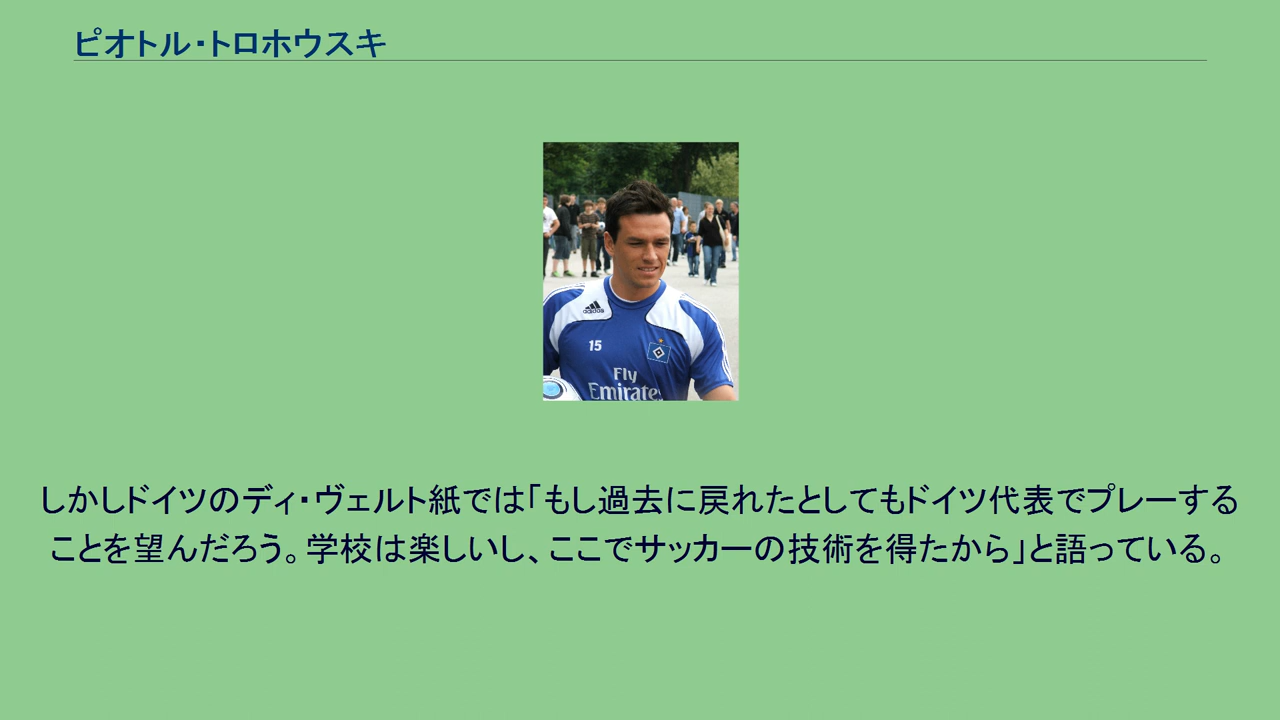 ピオトル・トロホウスキ
adidas
15
Fly
Emirates
しかしドイツのディ・ヴェルト紙では「もし過去に戻れたとしてもドイツ代表でプレーする
ことを望んだろう。学校は楽しいし、ここでサッカーの技術を得たから」と語っている。